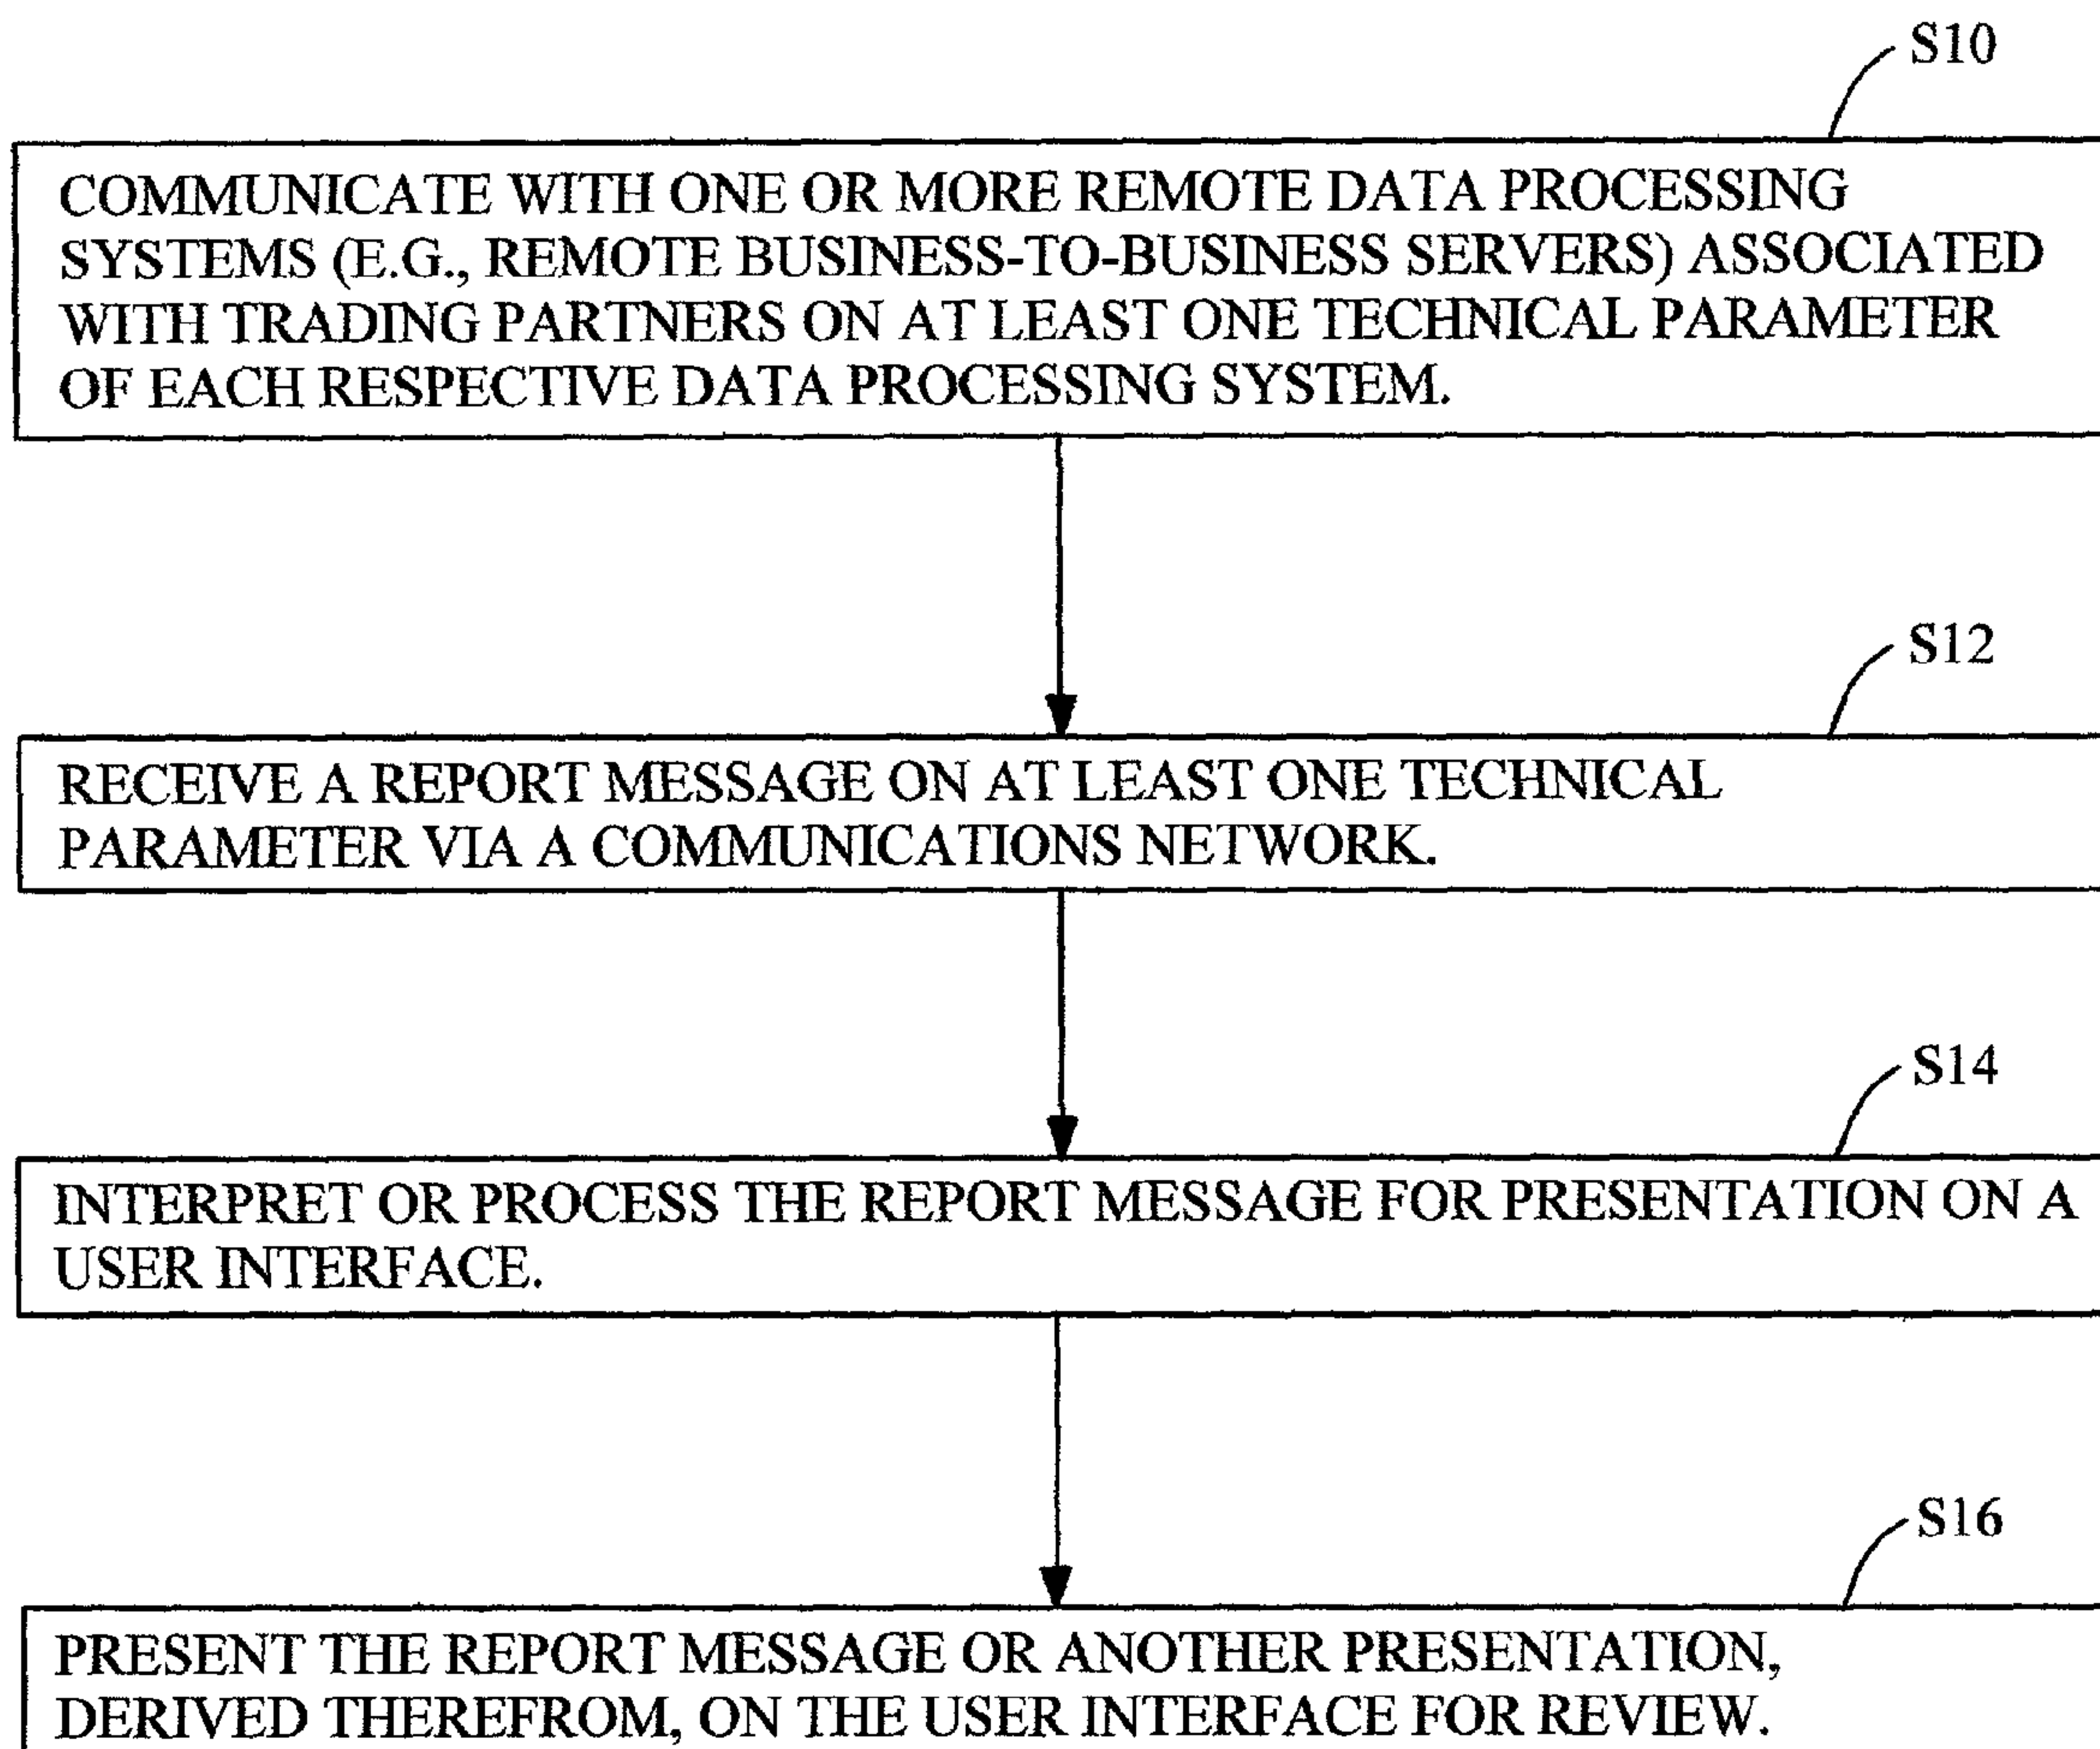 S10
COMMUNICATE WITH ONE OR MORE REMOTE DATA PROCESSING
SYSTEMS (E.G., REMOTE BUSINESS-TO-BUSINESS SERVERS) ASSOCIATED
WITH TRADING PARTNERS ON AT LEAST ONE TECHNICAL PARAMETER
OF EACH RESPECTIVE DATA PROCESSING SYSTEM.
S12
RECEIVE A REPORT MESSAGE ON AT LEAST ONE TECHNICAL
PARAMETER VIA A COMMUNICATIONS NETWORK.
S14
INTERPRET OR PROCESS THE REPORT MESSAGE FOR PRESENTATION ON A
USER INTERFACE.
S16
PRESENT THE REPORT MESSAGE OR ANOTHER PRESENTATION,
DERIVED THEREFROM, ON THE USER INTERFACE FOR REVIEW.